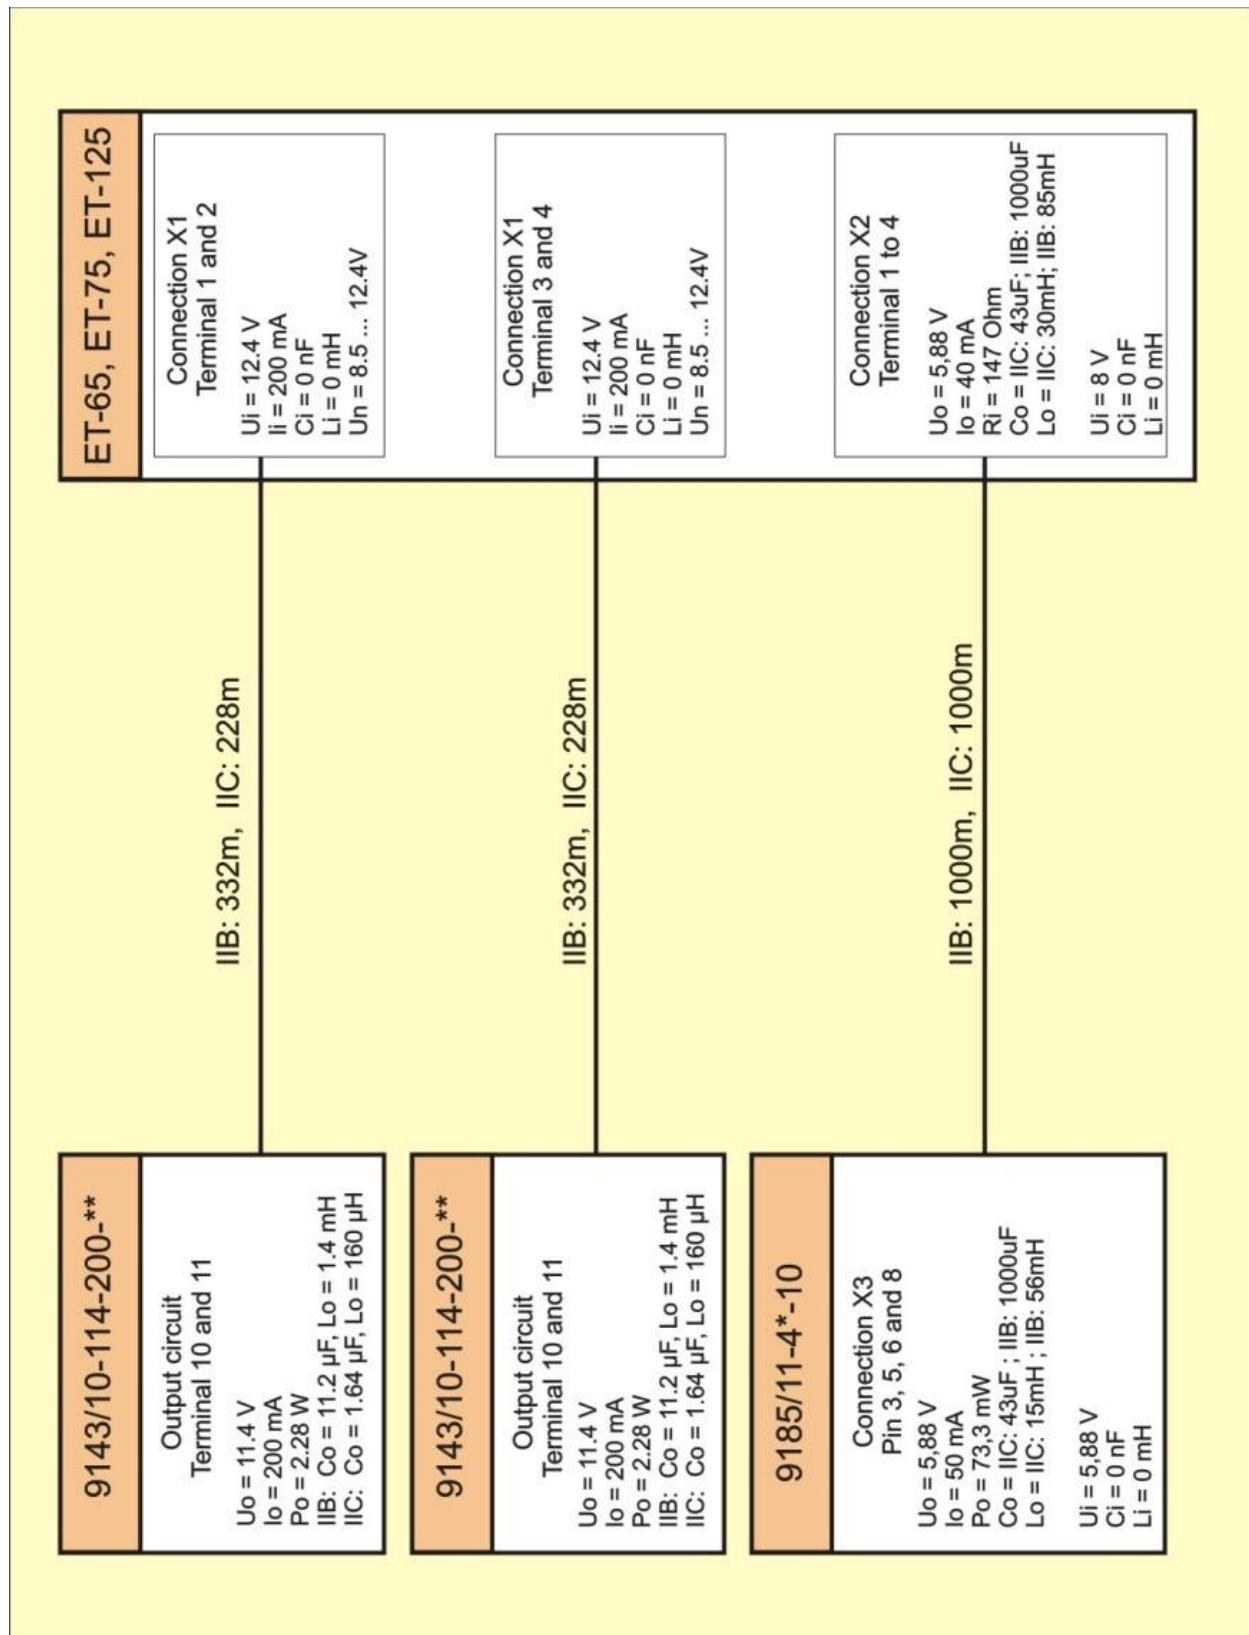 ET-65, ET-75, ET-125
Connection X1
Terminal 1 and 2
Ui = 12.4 V
Ii = 200 mA
Ci = 0 nF
Li = 0 mH
Un = 8.5 ... 12.4V
Connection X1
Terminal 3 and 4
Ui = 12.4 V
Ii = 200 mA
Ci = 0 nF
Li = 0 mH
Un = 8.5 ... 12.4V
Connection X2
Terminal 1 to 4
Uo = 5,88 V
Io = 40 mA
Ri = 147 Ohm
Co = IIC: 43uF; IIB: 1000uF
Lo = IIC: 30mH; IIB: 85mH
Ui = 8 V
Ci = 0 nF
Li = 0 mH
IIB: 332m, IIC: 228m
IIB: 332m, IIC: 228m
IIB: 1000m, IIC: 1000m
9143/10-114-200-**
Output circuit
Terminal 10 and 11
Uo = 11.4 V
Io = 200 mA
Po = 2.28 W
IIB: Co = 11.2 µF, Lo = 1.4 mH
IIC: Co = 1.64 µF, Lo = 160 µH
9143/10-114-200-**
Output circuit
Terminal 10 and 11
Uo = 11.4 V
Io = 200 mA
Po = 2.28 W
IIB: Co = 11.2 µF, Lo = 1.4 mH
IIC: Co = 1.64 µF, Lo = 160 µH
9185/11-4*-10
Connection X3
Pin 3, 5, 6 and 8
Uo = 5,88 V
Io = 50 mA
Po = 73,3 mW
Co = IIC: 43uF ; IIB: 1000uF
Lo = IIC: 15mH ; IIB: 56mH
Ui = 5,88 V
Ci = 0 nF
Li = 0 mH